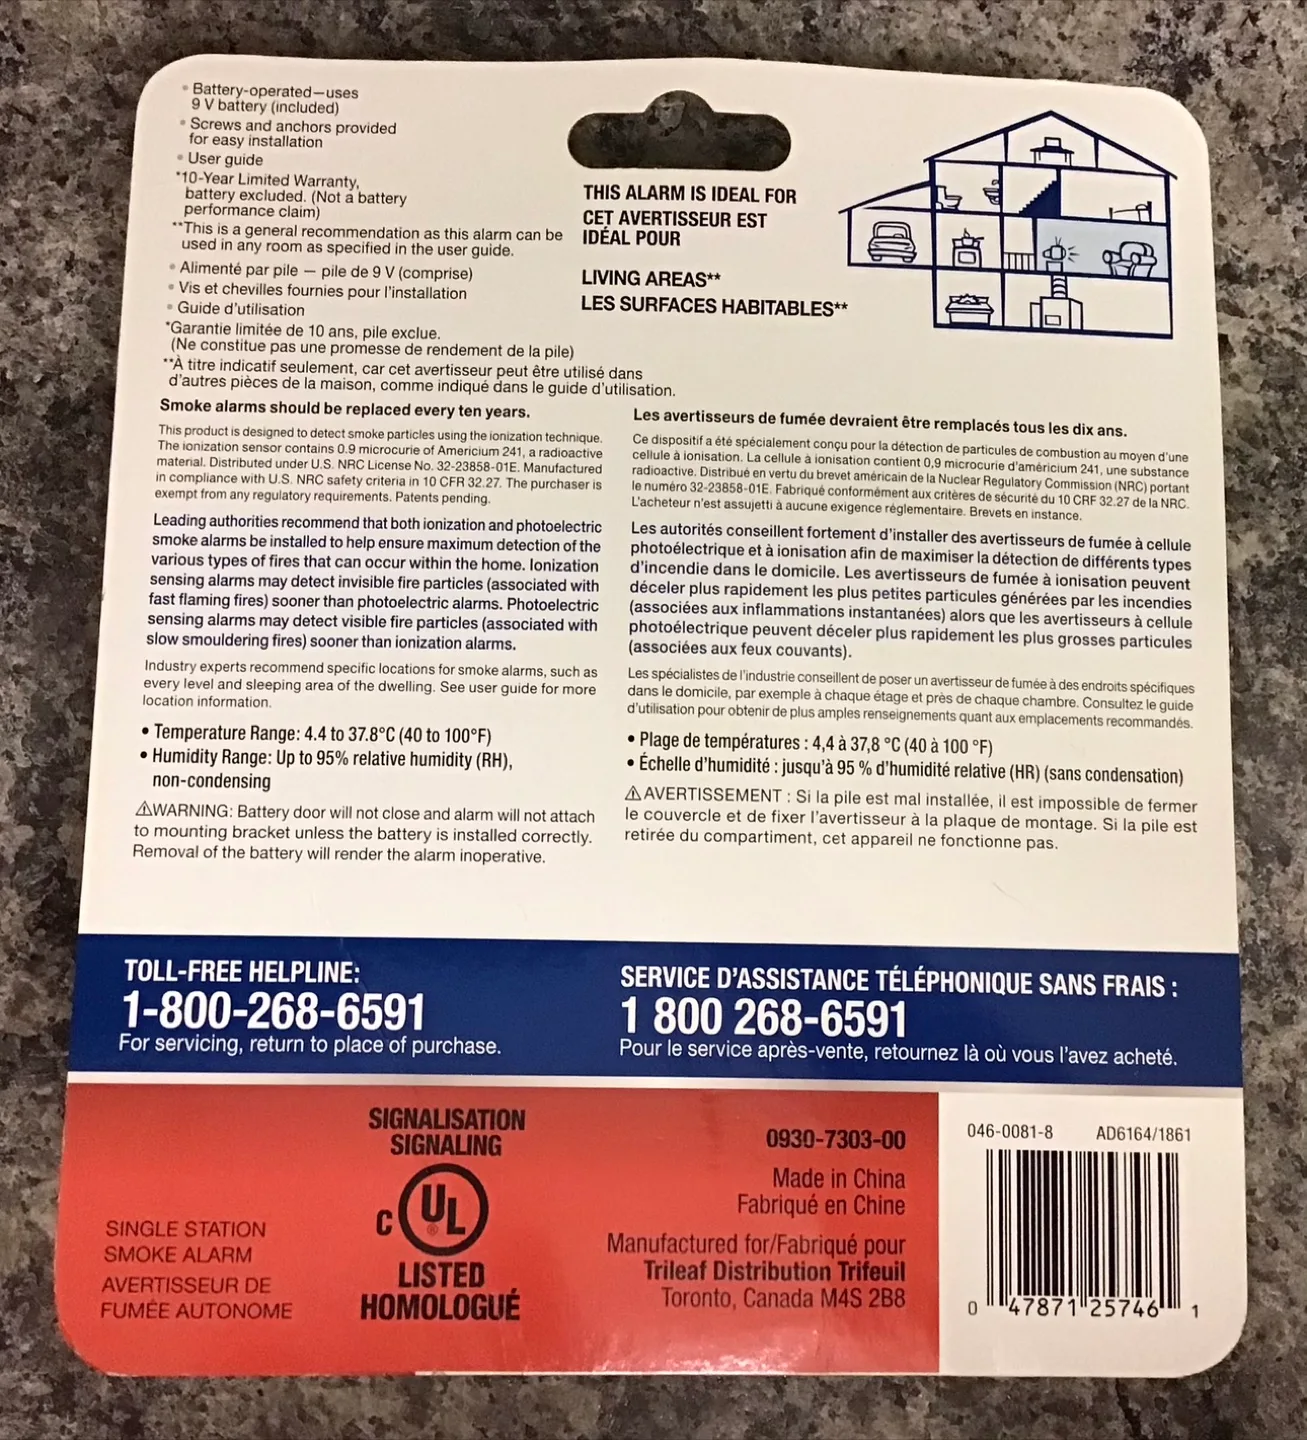 • Battery-operated—uses
9 V battery (included)
• Screws and anchors provided
for easy installation
• User guide
*10-Year Limited Warranty,
battery excluded. (Not a battery
performance claim)
**This is a general recommendation as this alarm can be
used in any room as specified in the user guide.
• Alimenté par pile — pile de 9 V (comprise)
• Vis et chevilles fournies pour l'installation
• Guide d'utilisation
*Garantie limitée de 10 ans, pile exclue.
(Ne constitue pas une promesse de rendement de la pile)
**À titre indicatif seulement, car cet avertisseur peut être utilisé dans
d'autres pièces de la maison, comme indiqué dans le guide d'utilisation.
THIS ALARM IS IDEAL FOR
CET AVERTISSEUR EST
IDÉAL POUR
LIVING AREAS**
LES SURFACES HABITABLES**
Smoke alarms should be replaced every ten years.
This product is designed to detect smoke particles using the ionization technique.
The ionization sensor contains 0.9 microcurie of Americium 241, a radioactive
material. Distributed under U.S. NRC License No. 32-23858-01E. Manufactured
in compliance with U.S. NRC safety criteria in 10 CFR 32.27. The purchaser is
exempt from any regulatory requirements. Patents pending.
Leading authorities recommend that both ionization and photoelectric
smoke alarms be installed to help ensure maximum detection of the
various types of fires that can occur within the home. Ionization
sensing alarms may detect invisible fire particles (associated with
fast flaming fires) sooner than photoelectric alarms. Photoelectric
sensing alarms may detect visible fire particles (associated with
slow smouldering fires) sooner than ionization alarms.
Industry experts recommend specific locations for smoke alarms, such as
every level and sleeping area of the dwelling. See user guide for more
location information.
• Temperature Range: 4.4 to 37.8°C (40 to 100°F)
• Humidity Range: Up to 95% relative humidity (RH),
non-condensing
⚠WARNING: Battery door will not close and alarm will not attach
to mounting bracket unless the battery is installed correctly.
Removal of the battery will render the alarm inoperative.
Les avertisseurs de fumée devraient être remplacés tous les dix ans.
Ce dispositif a été spécialement conçu pour la détection de particules de combustion au moyen d'une
cellule à ionisation. La cellule à ionisation contient 0,9 microcurie d'américium 241, une substance
radioactive. Distribué en vertu du brevet américain de la Nuclear Regulatory Commission (NRC) portant
le numéro 32-23858-01E. Fabriqué conformément aux critères de sécurité du 10 CRF 32.27 de la NRC.
L'acheteur n'est assujetti à aucune exigence réglementaire. Brevets en instance.
Les autorités conseillent fortement d'installer des avertisseurs de fumée à cellule
photoélectrique et à ionisation afin de maximiser la détection de différents types
d'incendie dans le domicile. Les avertisseurs de fumée à ionisation peuvent
déceler plus rapidement les plus petites particules générées par les incendies
(associées aux inflammations instantanées) alors que les avertisseurs à cellule
photoélectrique peuvent déceler plus rapidement les plus grosses particules
(associées aux feux couvants).
Les spécialistes de l'industrie conseillent de poser un avertisseur de fumée à des endroits spécifiques
dans le domicile, par exemple à chaque étage et près de chaque chambre. Consultez le guide
d'utilisation pour obtenir de plus amples renseignements quant aux emplacements recommandés.
• Plage de températures : 4,4 à 37,8 °C (40 à 100 °F)
• Échelle d'humidité : jusqu'à 95 % d'humidité relative (HR) (sans condensation)
⚠AVERTISSEMENT : Si la pile est mal installée, il est impossible de fermer
le couvercle et de fixer l'avertisseur à la plaque de montage. Si la pile est
retirée du compartiment, cet appareil ne fonctionne pas.
TOLL-FREE HELPLINE:
1-800-268-6591
For servicing, return to place of purchase.
SERVICE D'ASSISTANCE TÉLÉPHONIQUE SANS FRAIS :
1 800 268-6591
Pour le service après-vente, retournez là où vous l'avez acheté.
SINGLE STATION
SMOKE ALARM
AVERTISSEUR DE
FUMÉE AUTONOME
SIGNALISATION
SIGNALING
C UL ®
LISTED
HOMOLOGUÉ
0930-7303-00
Made in China
Fabriqué en Chine
Manufactured for/Fabriqué pour
Trileaf Distribution Trifeuil
Toronto, Canada M4S 2B8
046-0081-8 AD6164/1861
0 47871 25746 1